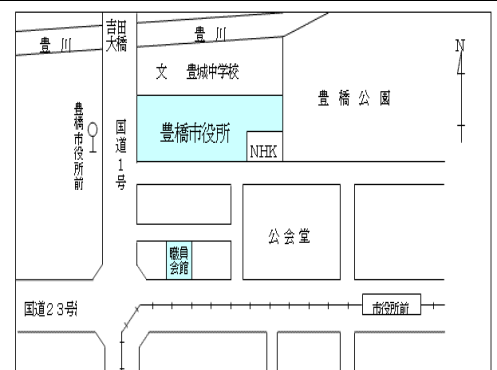 吉田
大橋
豊 川
豊 川
N
文 豊城中学校
豊 橋 公 園
豊橋市役所前
国道1号
豊橋市役所
NHK
公 会 堂
職員
会館
国道23号
市役所前